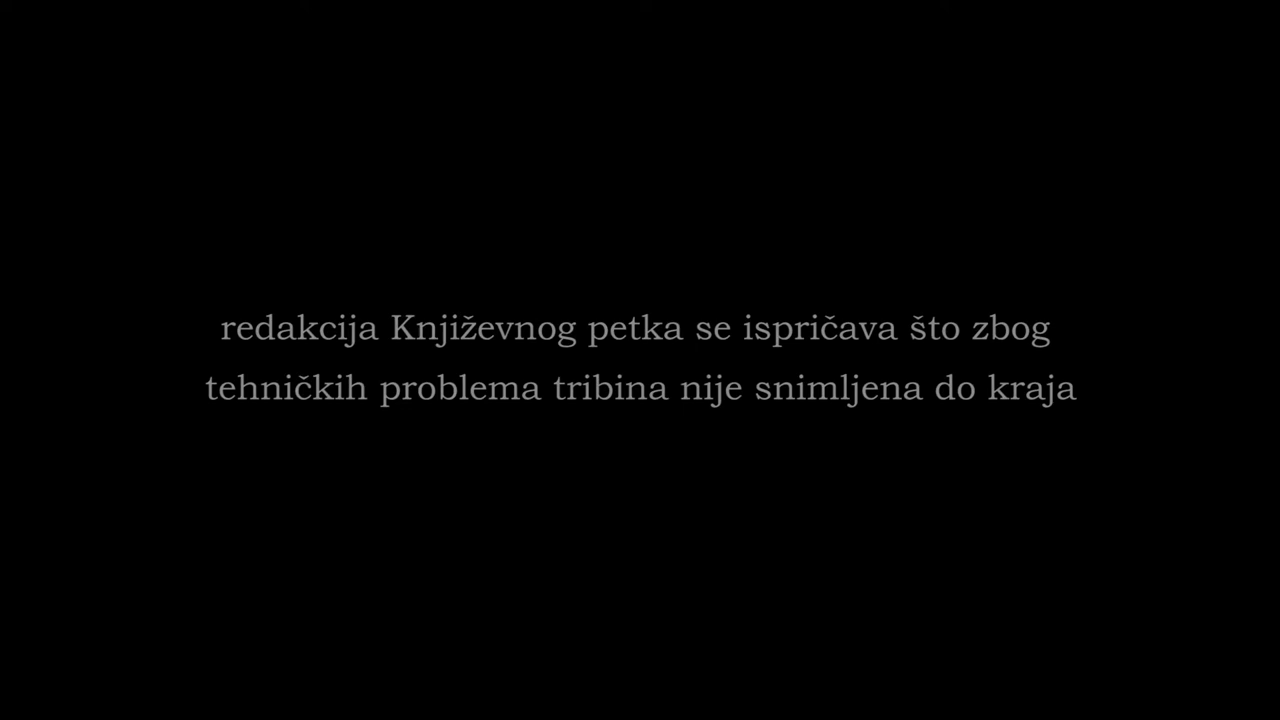 redakcija Književnog petka se ispričava što zbog
tehničkih problema tribina nije snimljena do kraja